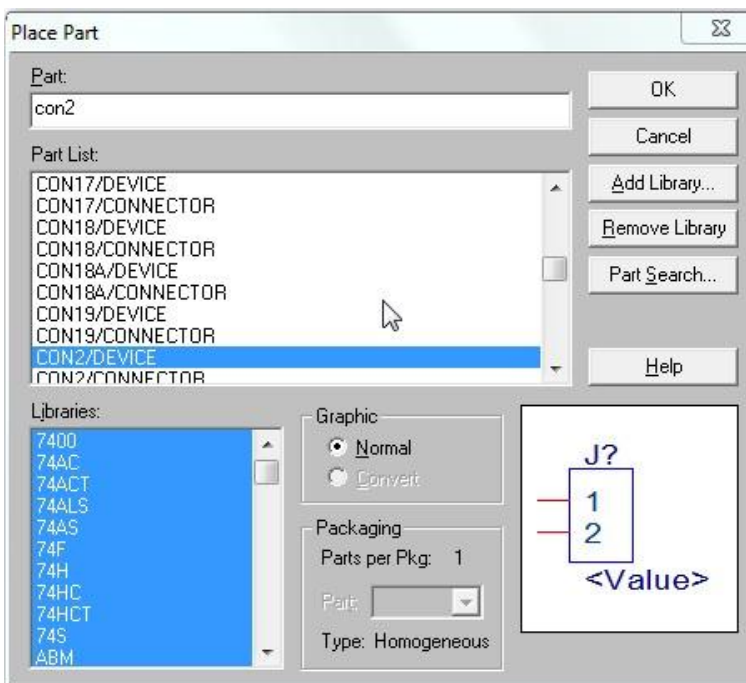 Place Part
Part:
con2
OK
Cancel
Part List:
CON17/DEVICE
CON17/CONNECTOR
CON18/DEVICE
CON18/CONNECTOR
CON18A/DEVICE
CON18A/CONNECTOR
CON19/DEVICE
CON19/CONNECTOR
CON2/DEVICE
CON2/CONNECTOR
Add Library...
Remove Library
Part Search...
Help
Libraries:
7400
74AC
74ACT
74ALS
74AS
74F
74H
74HC
74HCT
74S
ABM
Graphic
Normal
Convert
Packaging
Parts per Pkg: 1
Part:
Type: Homogeneous
J?
1
2
<Value>